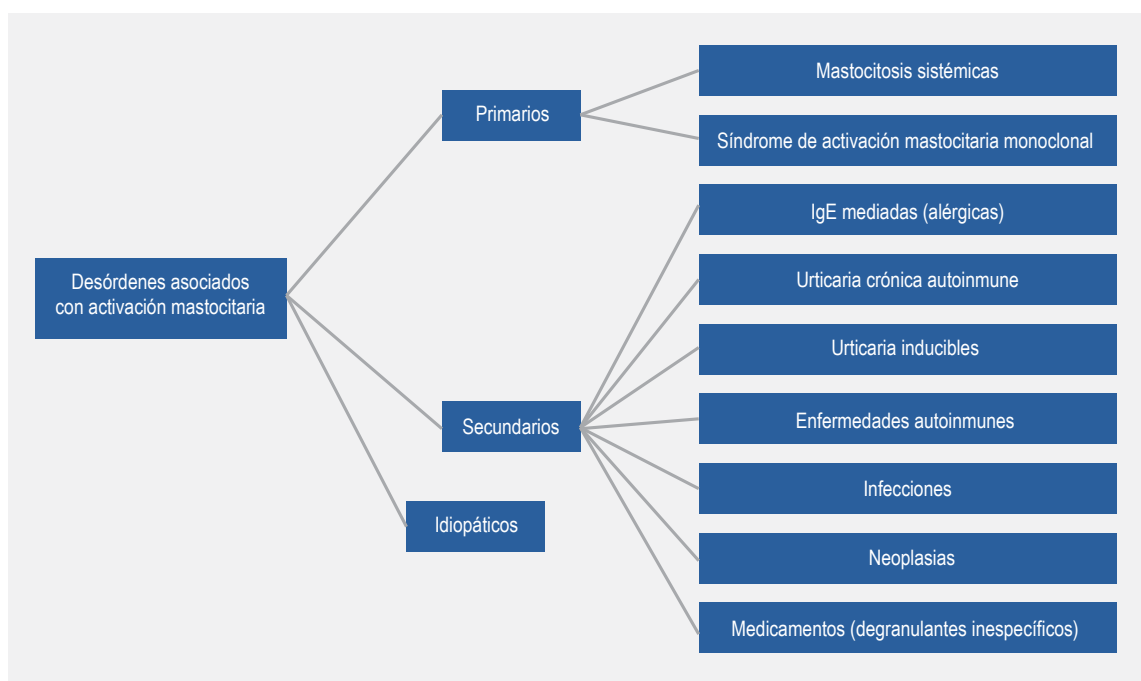 Desórdenes asociados
con activación mastocitaria
Primarios
Mastocitosis sistémicas
Síndrome de activación mastocitaria monoclonal
Secundarios
IgE mediadas (alérgicas)
Urticaria crónica autoinmune
Urticaria inducibles
Enfermedades autoinmunes
Infecciones
Neoplasias
Medicamentos (degranulantes inespecíficos)
Idiopáticos